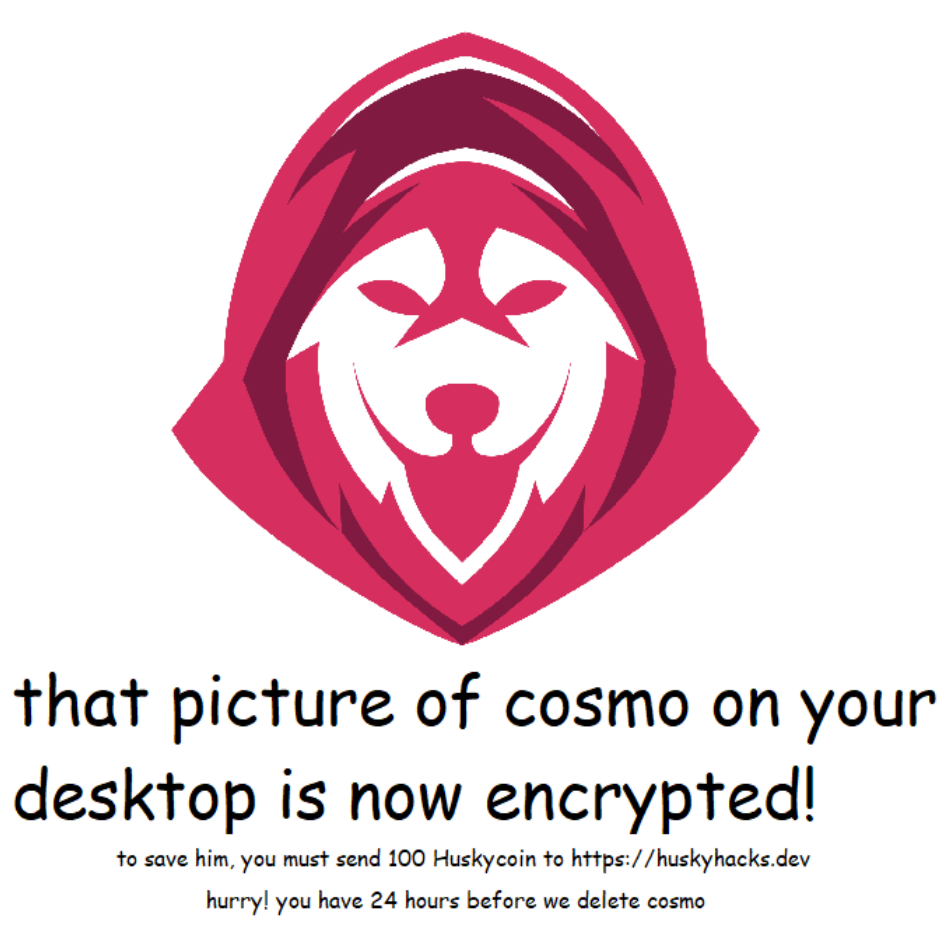 that picture of cosmo on your
desktop is now encrypted!
to save him, you must send 100 Huskycoin to https://huskyhacks.dev
hurry! you have 24 hours before we delete cosmo